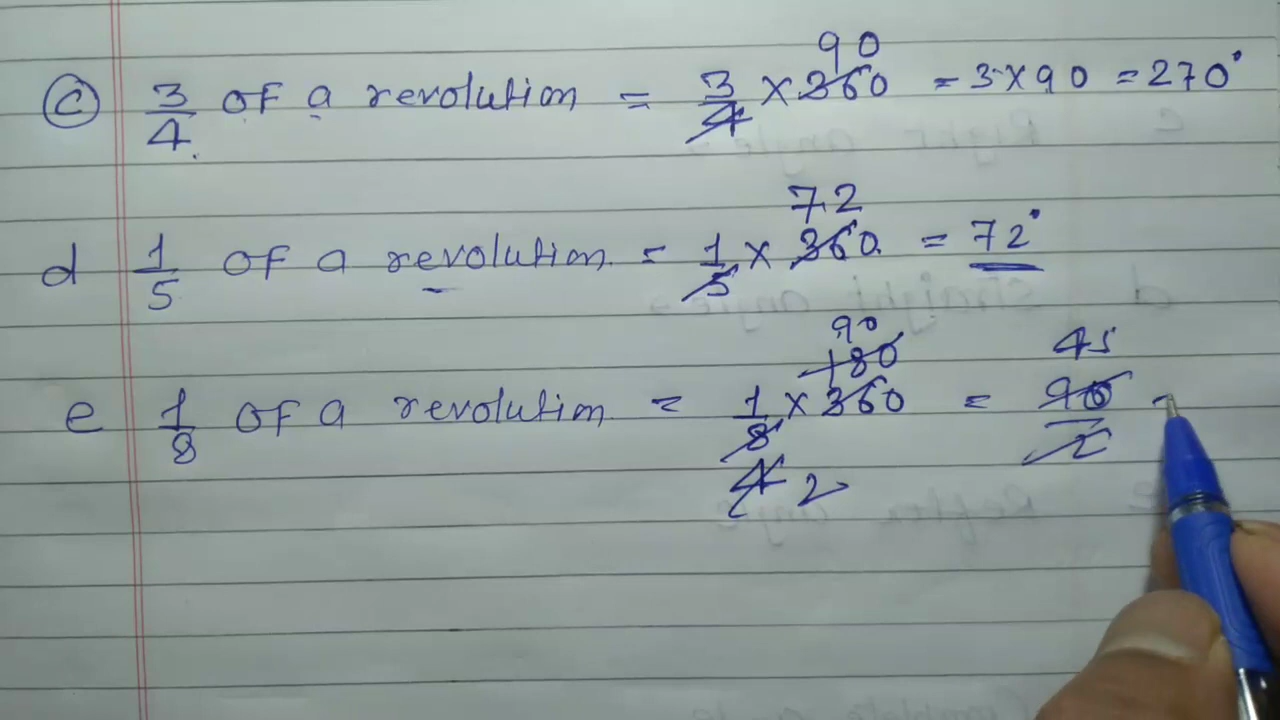 90
c 3/4 of a revolution = 3/4 × 360 = 3 × 90 = 270°
72
d 1/5 of a revolution = 1/5 × 360 = 72°
90
180 45
e 1/8 of a revolution = 1/8 × 360 = 90/2 =
4 2